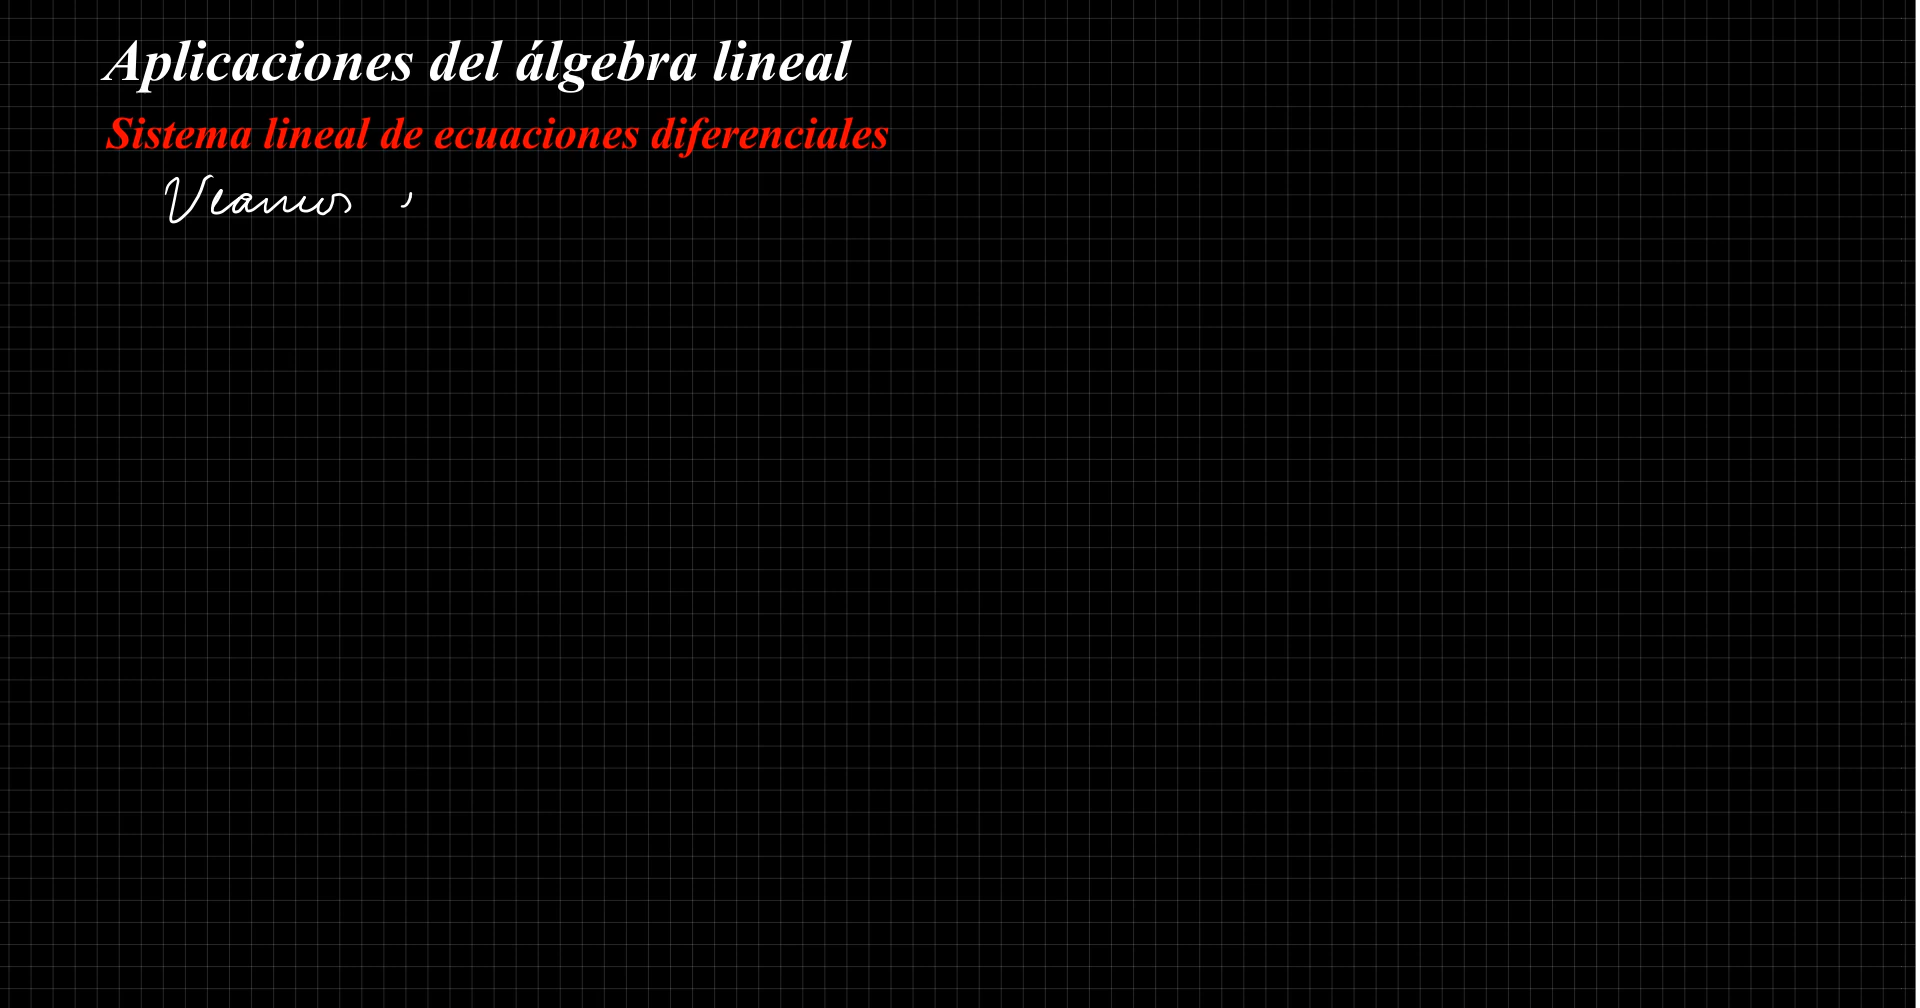 Aplicaciones del álgebra lineal
Sistema lineal de ecuaciones diferenciales
Veamos